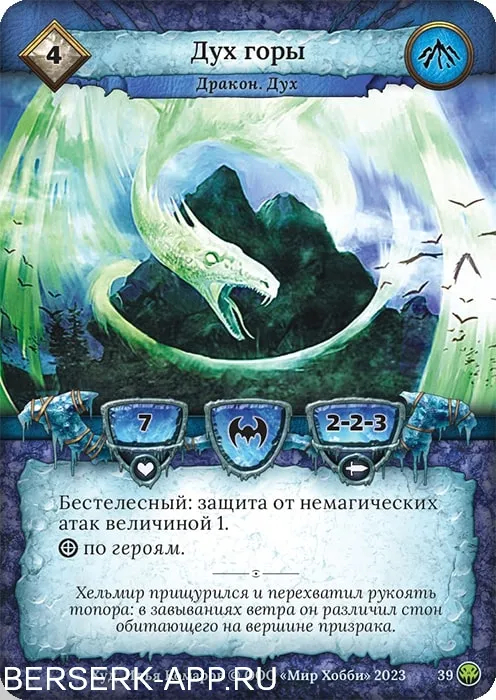 4
Дух горы
Дракон. Дух
7
2-2-3
Бестелесный: защита от немагических
атак величиной 1.
по героям.
Хельмир прищурился и перехватил рукоять
топора: в завываниях ветра он различил стон
обитающего на вершине призрака.
Комаров © ООО «Мир Хобби» 2023
39
BERSERK-APP.RU